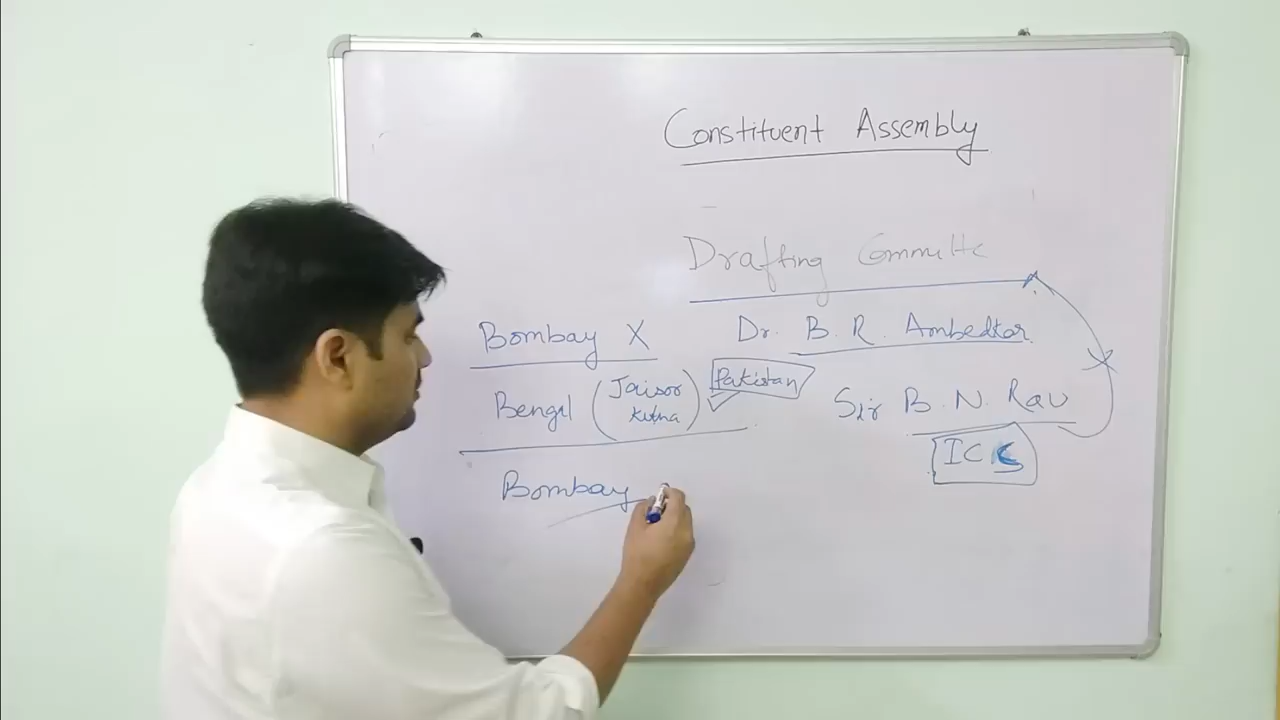 Constituent Assembly
Drafting Committe
Dr. B. R. Ambedkar
Bombay X
Bengal (Jaisor
Kulna)
Pakistan
Sir B. N. Rau
ICS
Bombay